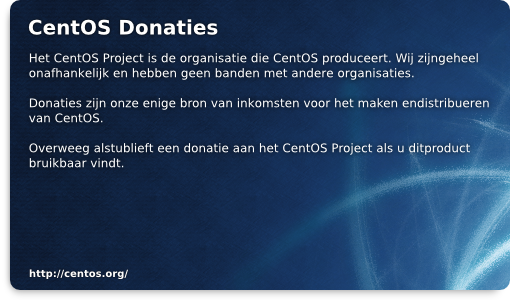 CentOS Donaties
Het CentOS Project is de organisatie die CentOS produceert. Wij zijngeheel
onafhankelijk en hebben geen banden met andere organisaties.
Donaties zijn onze enige bron van inkomsten voor het maken endistribueren
van CentOS.
Overweeg alstublieft een donatie aan het CentOS Project als u ditproduct
bruikbaar vindt.
http://centos.org/